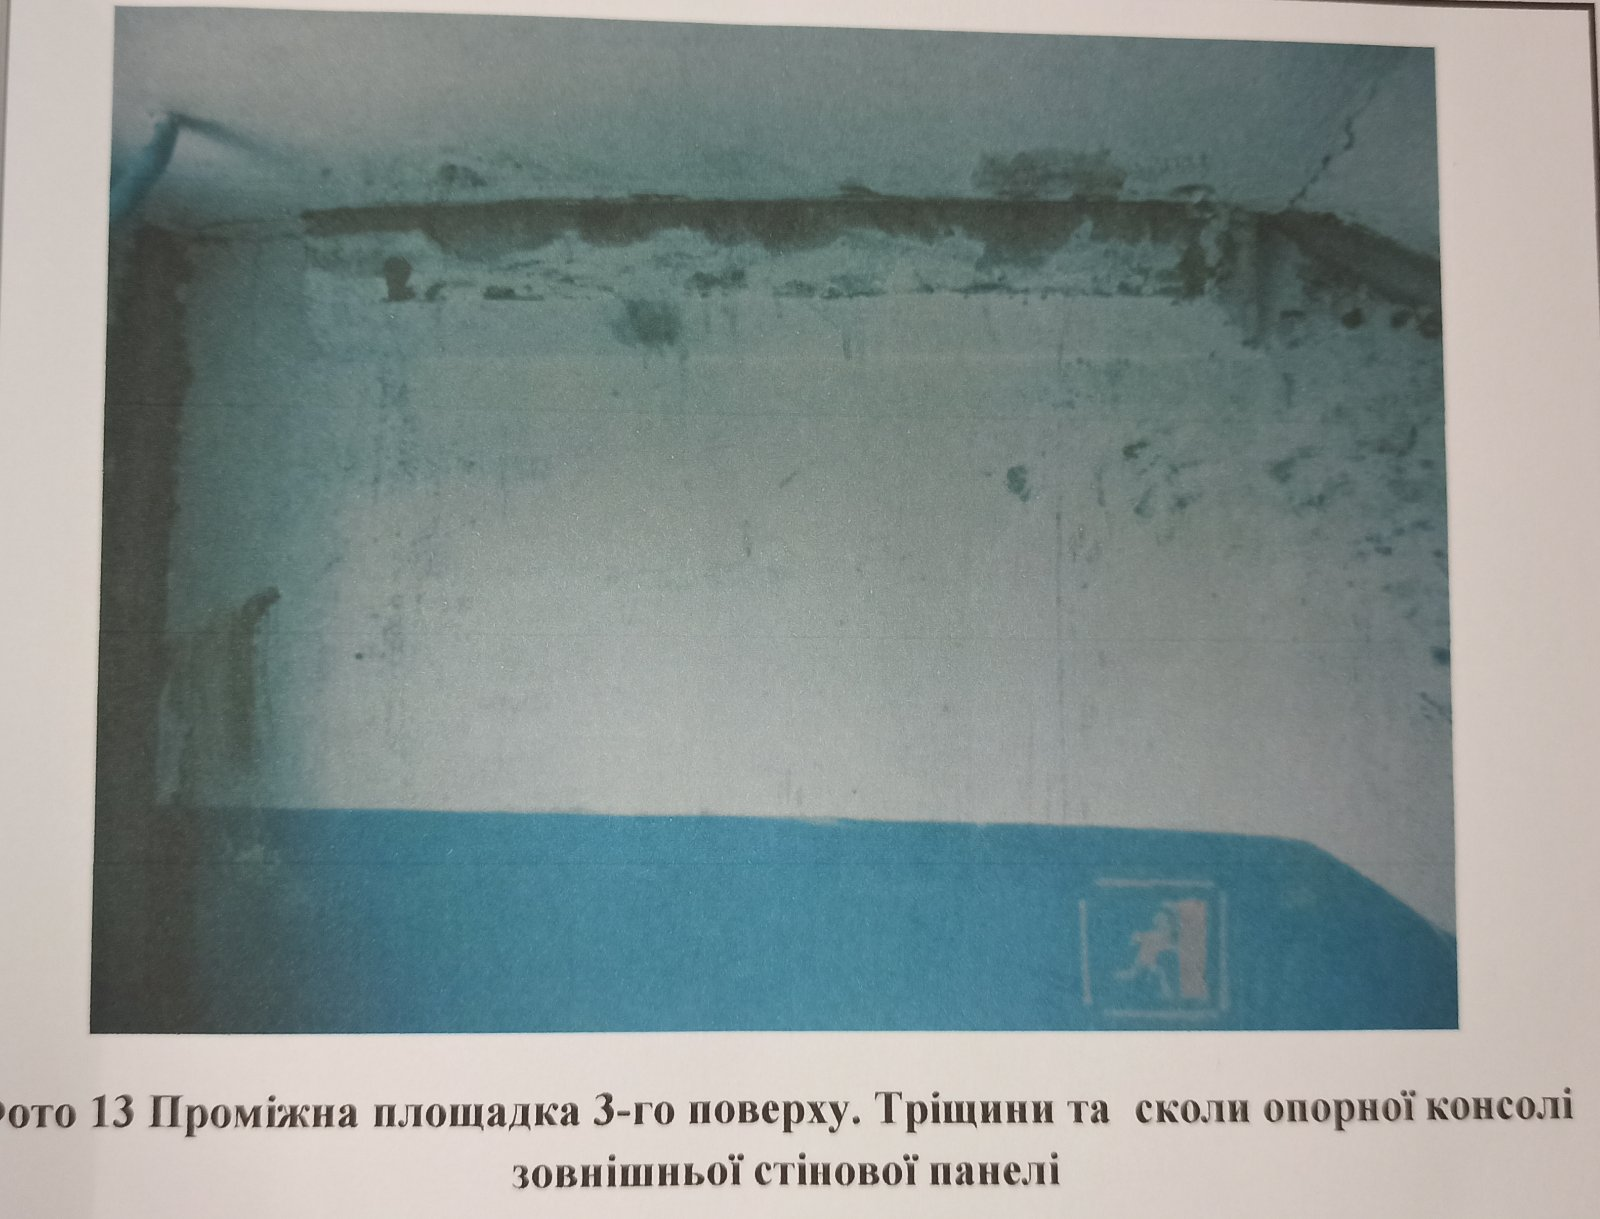 Фото 13 Проміжна площадка 3-го поверху. Тріщини та сколи опорної консолі
зовнішньої стінової панелі